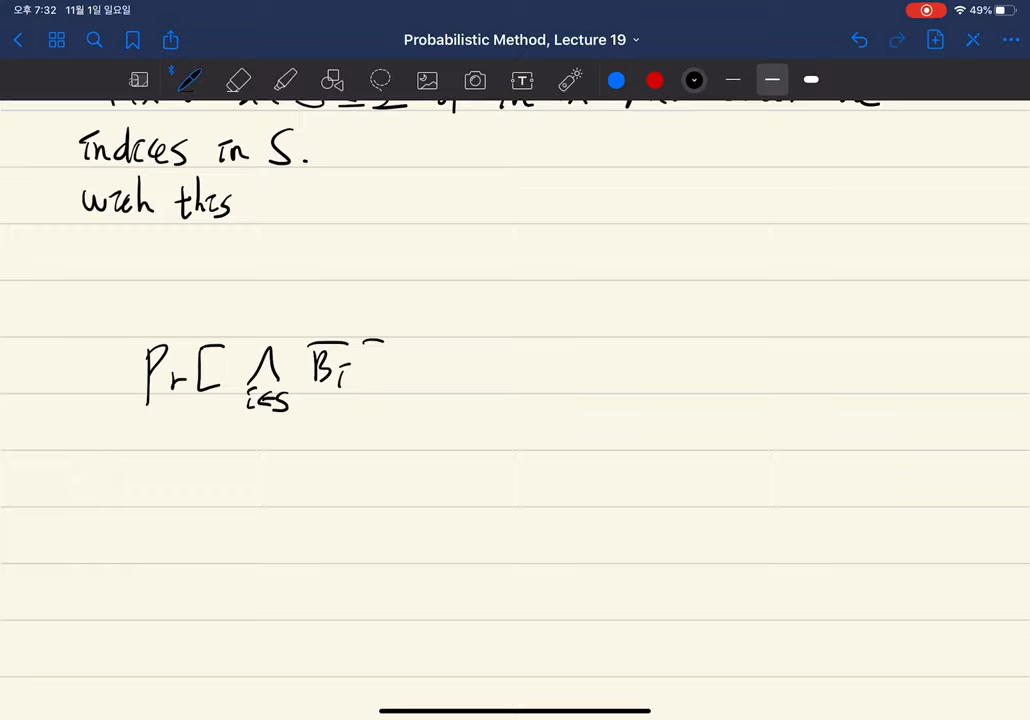 오후 7:32 11월 1일 일요일
49%
Probabilistic Method, Lecture 19
indices in S.
with this
Pr[ ∧ B̅i
i∈S